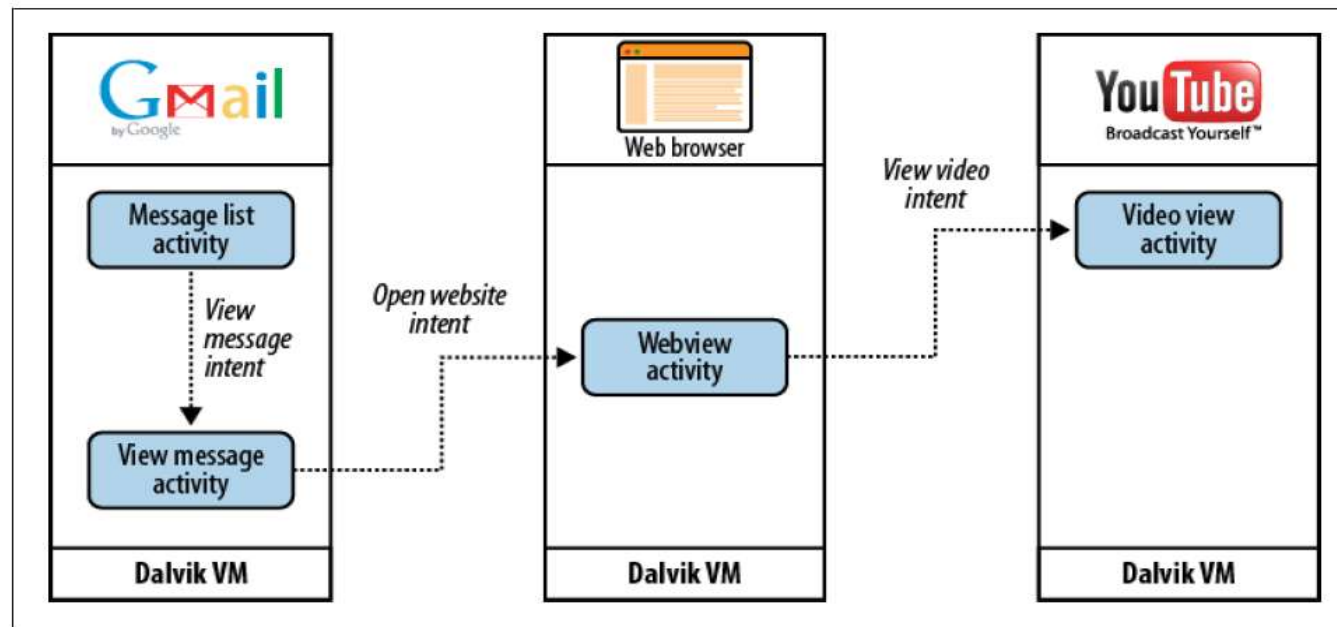 Gmail
by Google
Message list
activity
View
message
intent
View message
activity
Dalvik VM
Open website
intent
Web browser
Webview
activity
Dalvik VM
View video
intent
YouTube
Broadcast Yourself™
Video view
activity
Dalvik VM